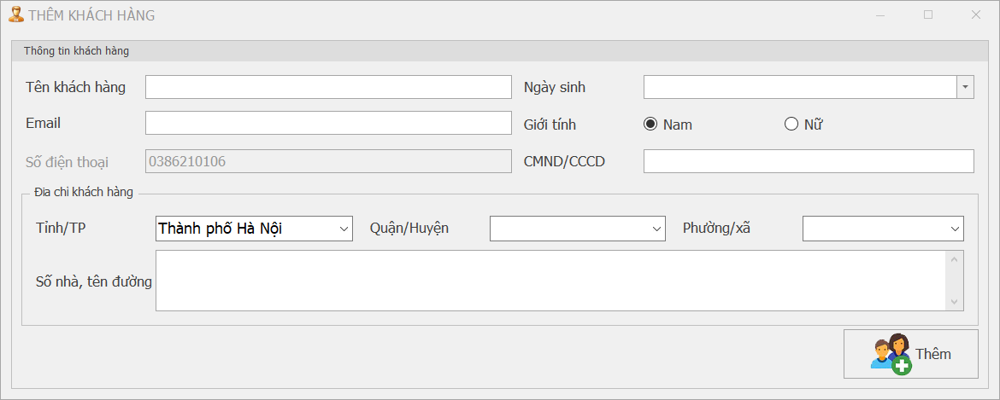 THÊM KHÁCH HÀNG
Thông tin khách hàng
Tên khách hàng
Ngày sinh
Email
Giới tính
Nam
Nữ
Số điện thoại
0386210106
CMND/CCCD
Đia chi khách hàng
Tỉnh/TP
Thành phố Hà Nội
Quận/Huyện
Phường/xã
Số nhà, tên đường
Thêm